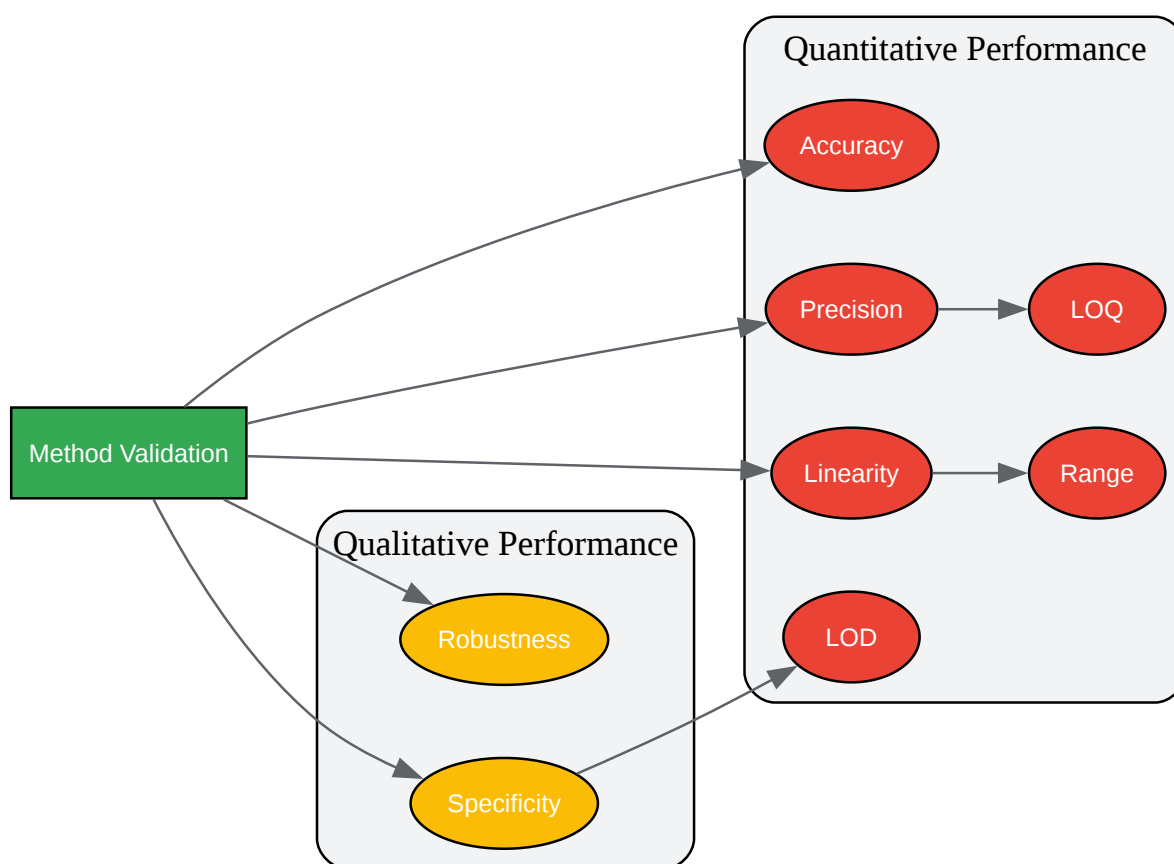 Quantitative Performance
Accuracy
Precision
LOQ
Method Validation
Linearity
Range
Qualitative Performance
Robustness
LOD
Specificity